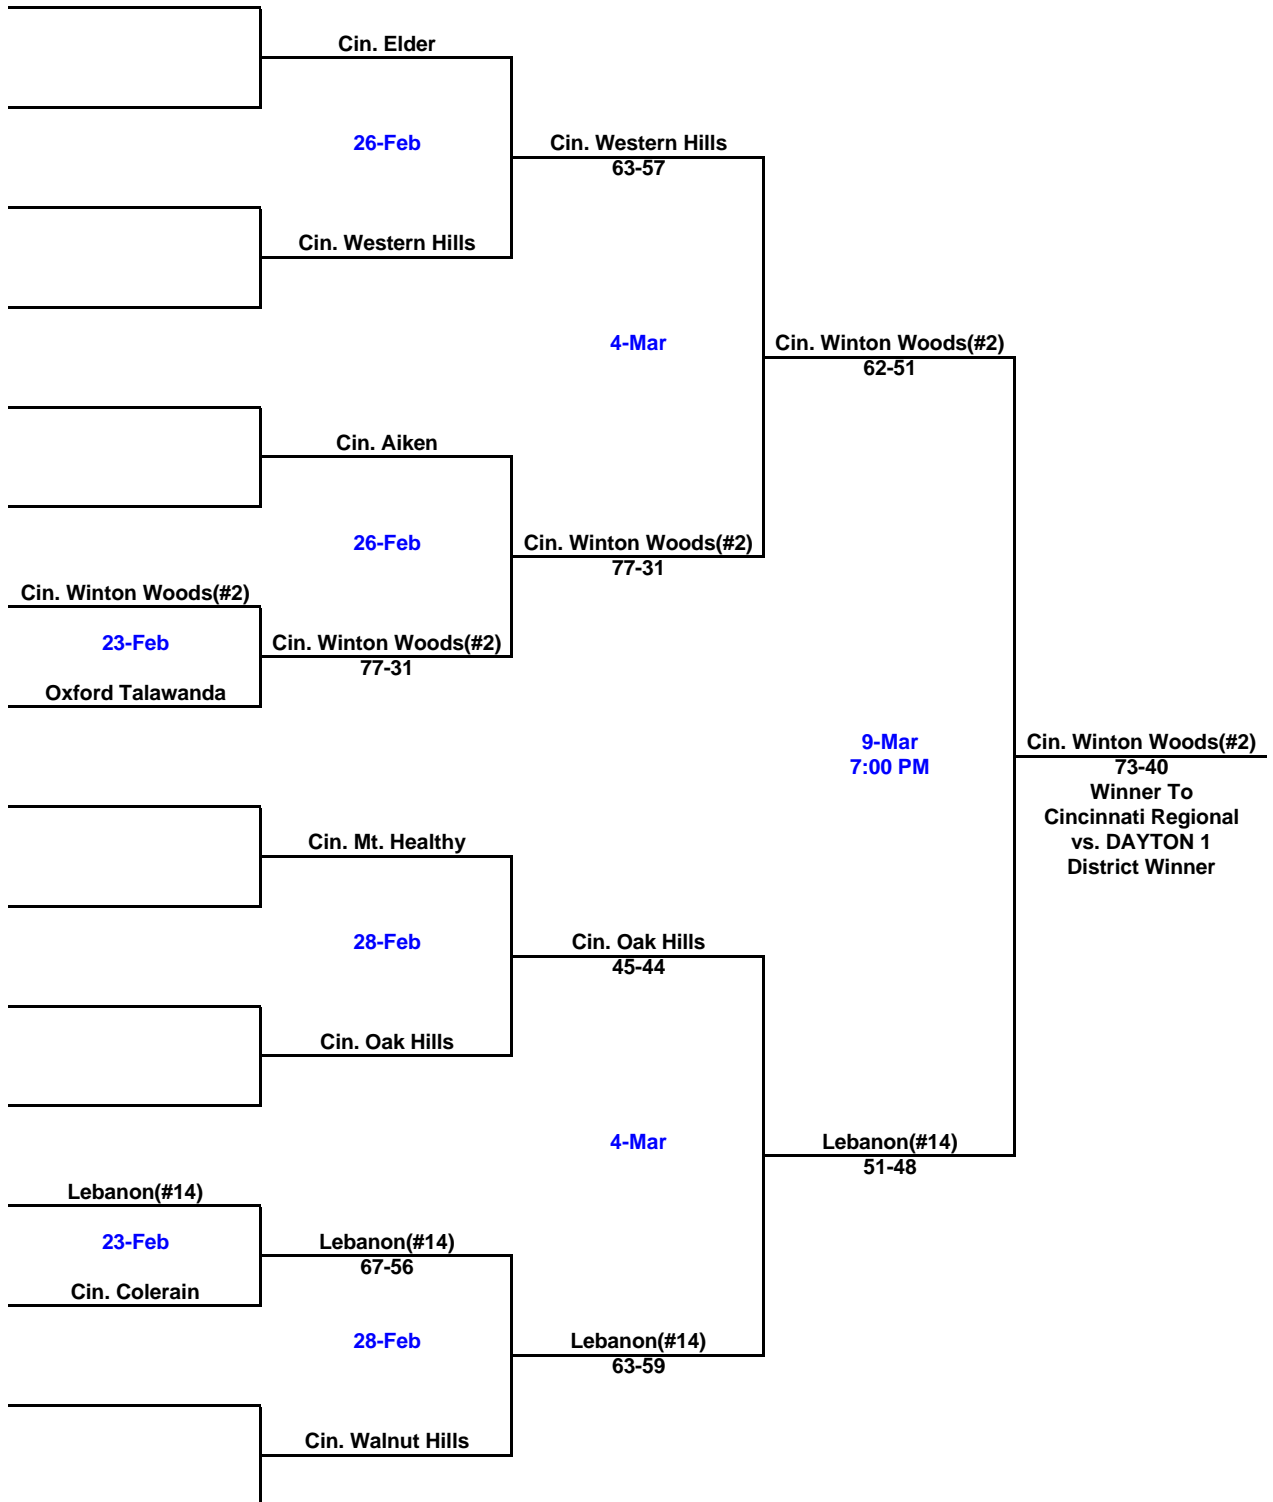 Cin. Elder
26-Feb
Cin. Western Hills
63-57
Cin. Western Hills
4-Mar
Cin. Winton Woods(#2)
62-51
Cin. Aiken
26-Feb
Cin. Winton Woods(#2)
77-31
Cin. Winton Woods(#2)
23-Feb
Cin. Winton Woods(#2)
77-31
Oxford Talawanda
9-Mar
7:00 PM
Cin. Winton Woods(#2)
73-40
Winner To
Cincinnati Regional
vs. DAYTON 1
District Winner
Cin. Mt. Healthy
28-Feb
Cin. Oak Hills
45-44
Cin. Oak Hills
4-Mar
Lebanon(#14)
51-48
Lebanon(#14)
23-Feb
Lebanon(#14)
67-56
Cin. Colerain
28-Feb
Lebanon(#14)
63-59
Cin. Walnut Hills